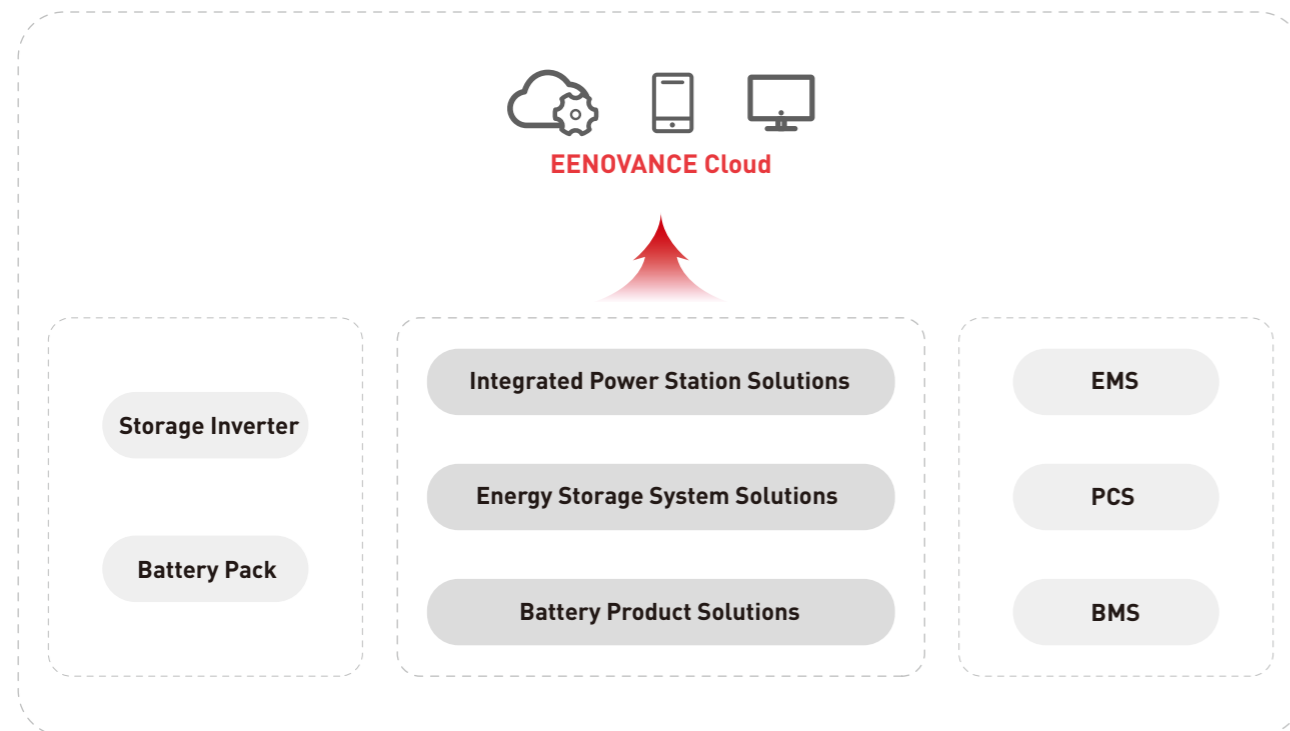 EENOVANCE Cloud
Storage Inverter
Battery Pack
Integrated Power Station Solutions
Energy Storage System Solutions
Battery Product Solutions
EMS
PCS
BMS